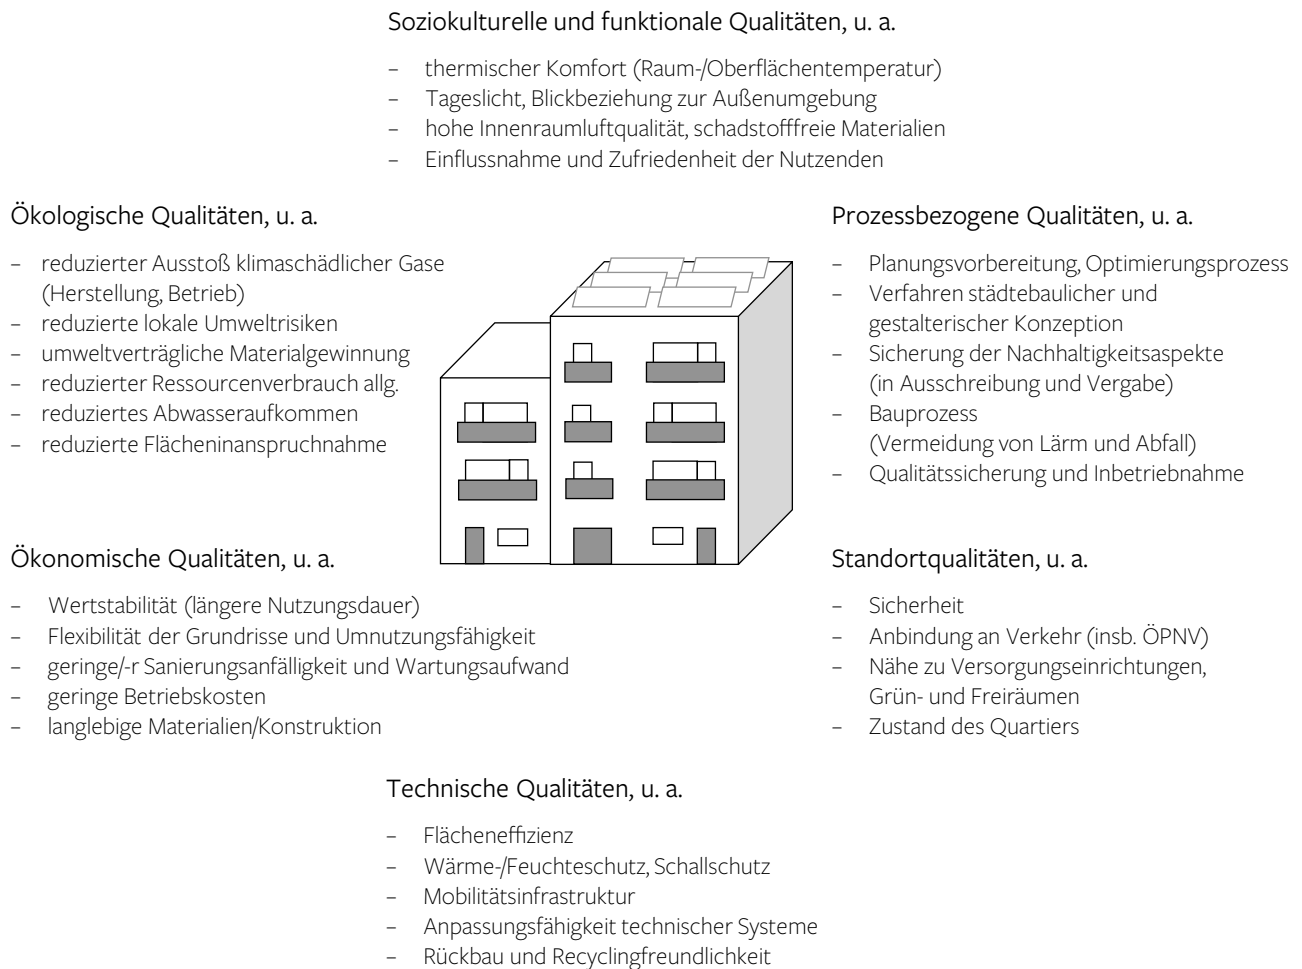 Soziokulturelle und funktionale Qualitäten, u. a.
– thermischer Komfort (Raum-/Oberflächentemperatur)
– Tageslicht, Blickbeziehung zur Außenumgebung
– hohe Innenraumluftqualität, schadstofffreie Materialien
– Einflussnahme und Zufriedenheit der Nutzenden
Ökologische Qualitäten, u. a.
– reduzierter Ausstoß klimaschädlicher Gase
(Herstellung, Betrieb)
– reduzierte lokale Umweltrisiken
– umweltverträgliche Materialgewinnung
– reduzierter Ressourcenverbrauch allg.
– reduziertes Abwasseraufkommen
– reduzierte Flächeninanspruchnahme
Prozessbezogene Qualitäten, u. a.
– Planungsvorbereitung, Optimierungsprozess
– Verfahren städtebaulicher und
gestalterischer Konzeption
– Sicherung der Nachhaltigkeitsaspekte
(in Ausschreibung und Vergabe)
– Bauprozess
(Vermeidung von Lärm und Abfall)
– Qualitätssicherung und Inbetriebnahme
Ökonomische Qualitäten, u. a.
– Wertstabilität (längere Nutzungsdauer)
– Flexibilität der Grundrisse und Umnutzungsfähigkeit
– geringe/-r Sanierungsanfälligkeit und Wartungsaufwand
– geringe Betriebskosten
– langlebige Materialien/Konstruktion
Standortqualitäten, u. a.
– Sicherheit
– Anbindung an Verkehr (insb. ÖPNV)
– Nähe zu Versorgungseinrichtungen,
Grün- und Freiräumen
– Zustand des Quartiers
Technische Qualitäten, u. a.
– Flächeneffizienz
– Wärme-/Feuchteschutz, Schallschutz
– Mobilitätsinfrastruktur
– Anpassungsfähigkeit technischer Systeme
– Rückbau und Recyclingfreundlichkeit